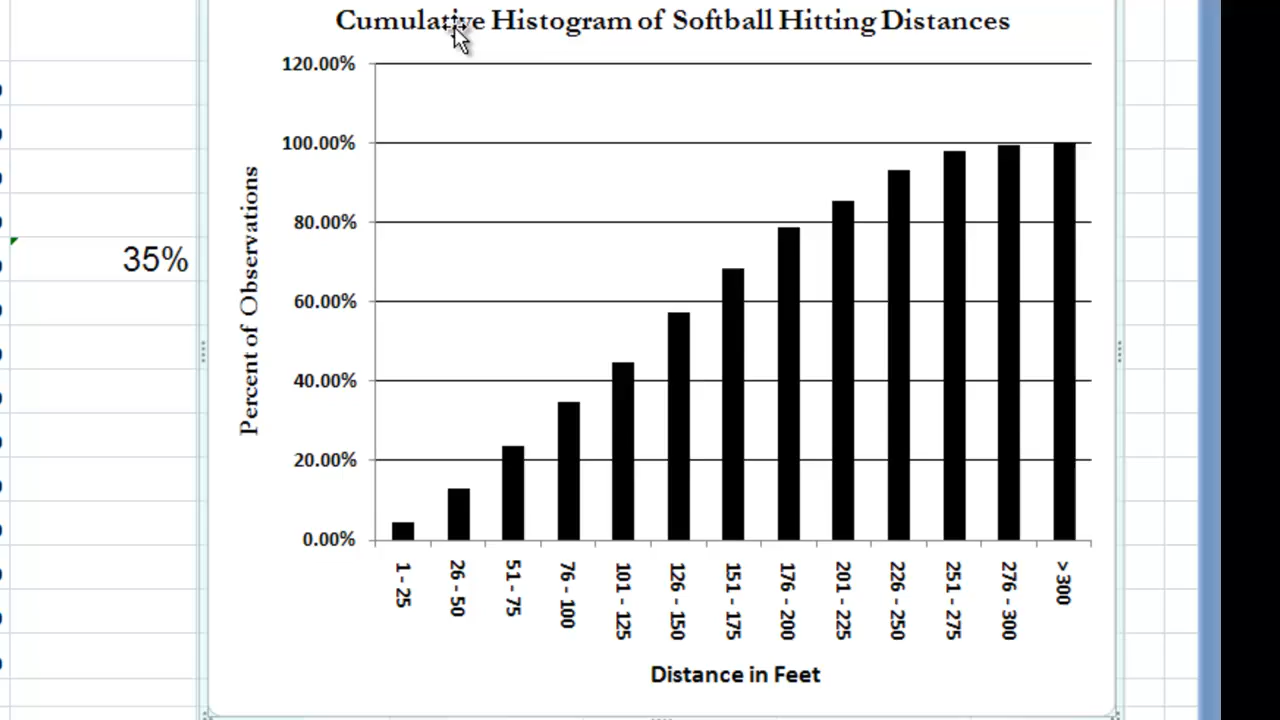 Cumulative Histogram of Softball Hitting Distances
120.00%
100.00%
80.00%
60.00%
40.00%
20.00%
0.00%
Percent of Observations
35%
1 - 25
26 - 50
51 - 75
76 - 100
101 - 125
126 - 150
151 - 175
176 - 200
201 - 225
226 - 250
251 - 275
276 - 300
> 300
Distance in Feet